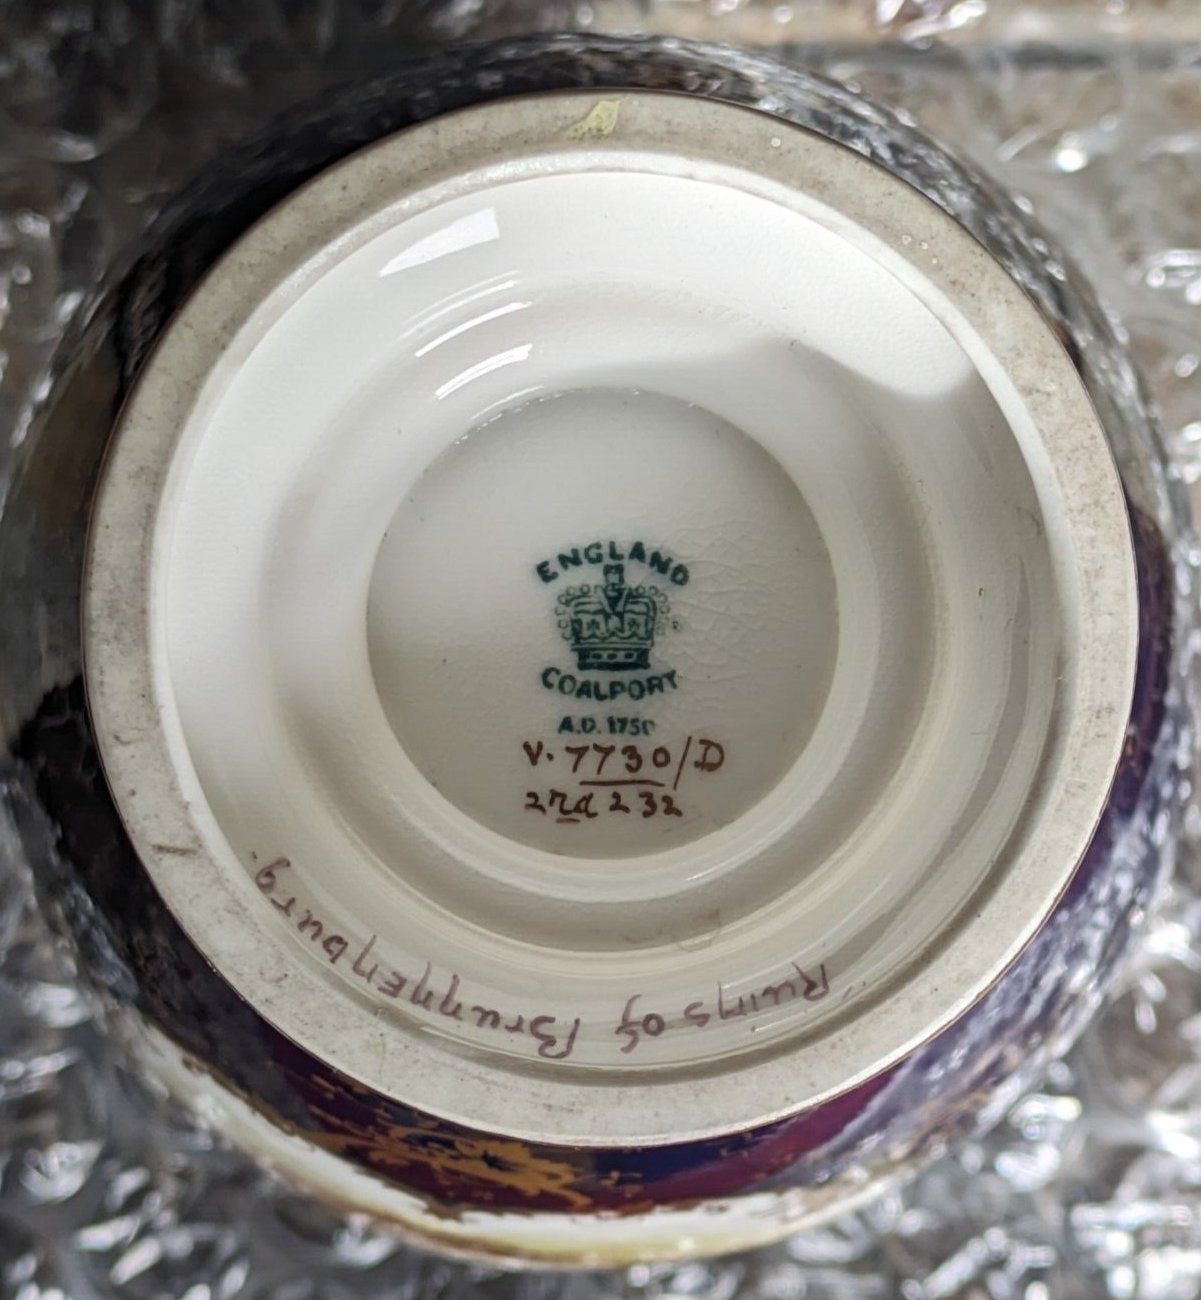 ENGLAND
COALPORT
A.D. 1750
V. 7730/D
2nd 232
Ruins of Brunnenburg.